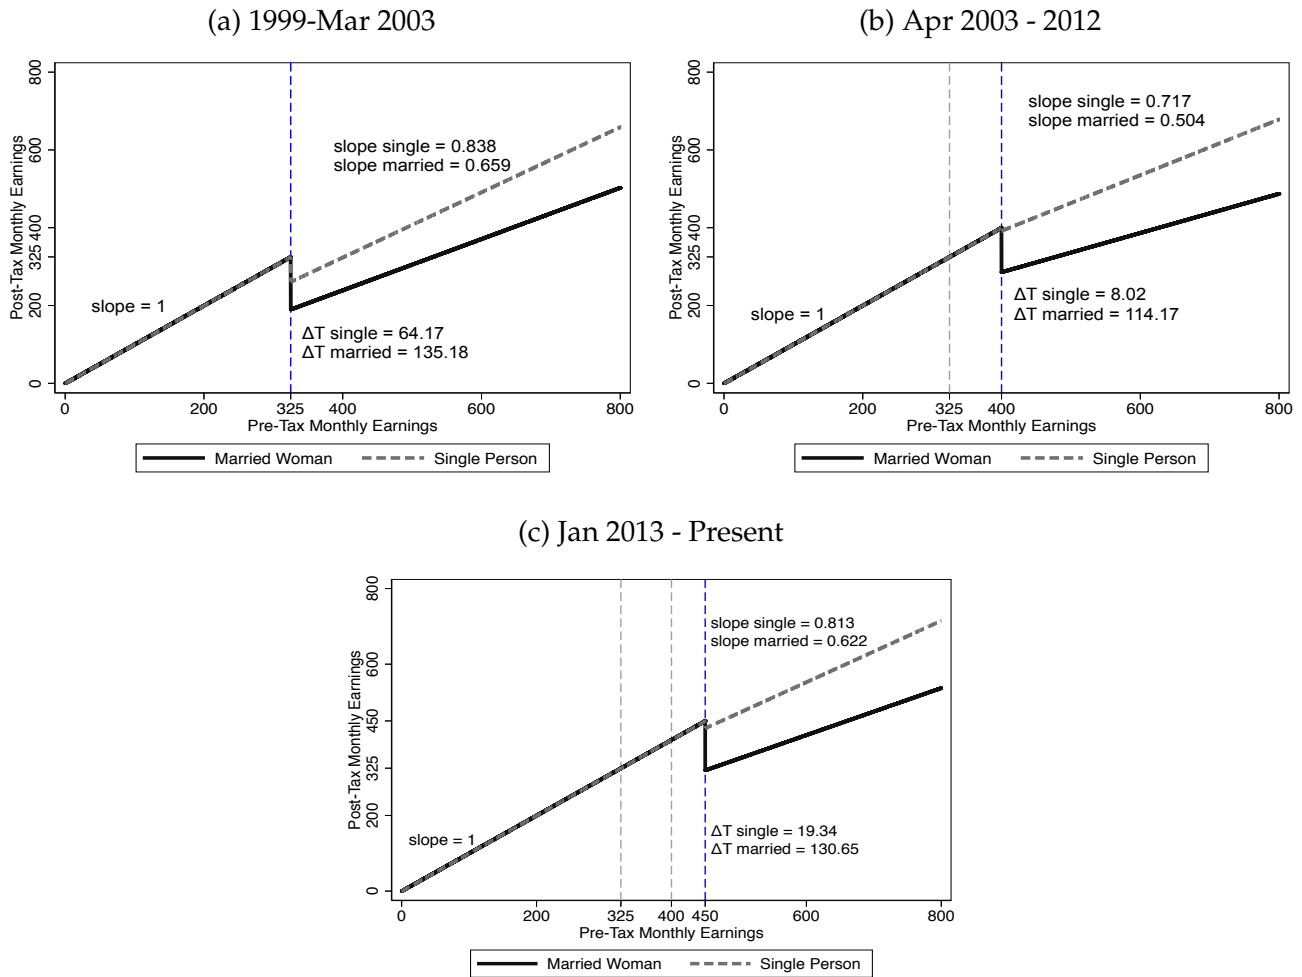 (a) 1999-Mar 2003
Post-Tax Monthly Earnings
800
600
400
325
200
0
slope single = 0.838
slope married = 0.659
slope = 1
ΔT single = 64.17
ΔT married = 135.18
0 200 325 400 600 800
Pre-Tax Monthly Earnings
Married Woman Single Person
(b) Apr 2003 - 2012
Post-Tax Monthly Earnings
800
600
400
325
200
0
slope single = 0.717
slope married = 0.504
slope = 1
ΔT single = 8.02
ΔT married = 114.17
0 200 325 400 600 800
Pre-Tax Monthly Earnings
Married Woman Single Person
(c) Jan 2013 - Present
Post-Tax Monthly Earnings
800
600
450
325
200
0
slope single = 0.813
slope married = 0.622
slope = 1
ΔT single = 19.34
ΔT married = 130.65
0 200 325 400 450 600 800
Pre-Tax Monthly Earnings
Married Woman Single Person